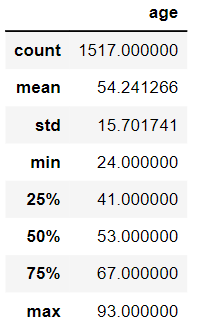 age
count 1517.000000
mean 54.241266
std 15.701741
min 24.000000
25% 41.000000
50% 53.000000
75% 67.000000
max 93.000000